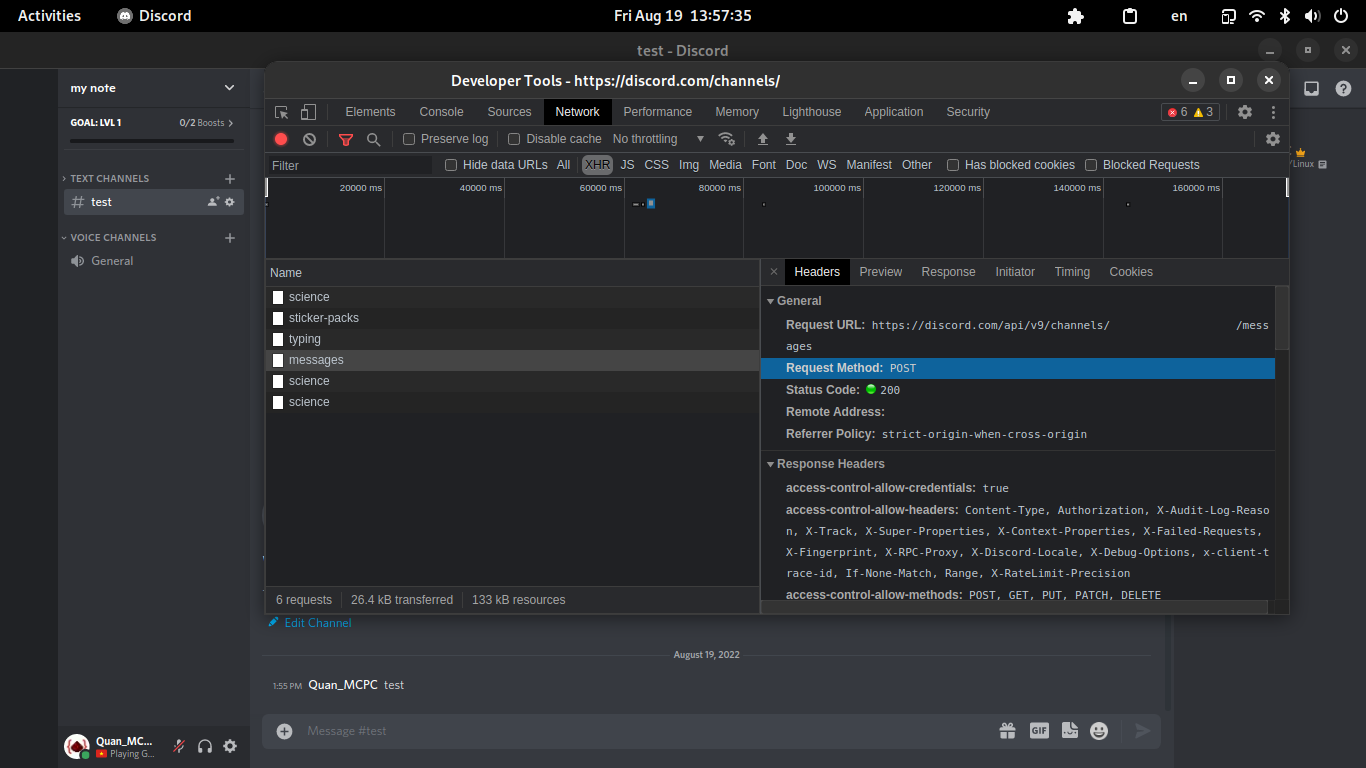 Activities Discord Fri Aug 19 13:57:35 en
test - Discord
my note
GOAL: LVL 1 0/2 Boosts
TEXT CHANNELS
test
VOICE CHANNELS
General
Developer Tools - https://discord.com/channels/
Elements Console Sources Network Performance Memory Lighthouse Application Security 6 3
Preserve log Disable cache No throttling
Filter Hide data URLs All XHR JS CSS Img Media Font Doc WS Manifest Other Has blocked cookies Blocked Requests
/Linux
20000 ms 40000 ms 60000 ms 80000 ms 100000 ms 120000 ms 140000 ms 160000 ms
Name
science
sticker-packs
typing
messages
science
science
6 requests 26.4 kB transferred 133 kB resources
× Headers Preview Response Initiator Timing Cookies
General
Request URL: https://discord.com/api/v9/channels/ /mess
ages
Request Method: POST
Status Code: 200
Remote Address:
Referrer Policy: strict-origin-when-cross-origin
Response Headers
access-control-allow-credentials: true
access-control-allow-headers: Content-Type, Authorization, X-Audit-Log-Reaso
n, X-Track, X-Super-Properties, X-Context-Properties, X-Failed-Requests,
X-Fingerprint, X-RPC-Proxy, X-Discord-Locale, X-Debug-Options, x-client-t
race-id, If-None-Match, Range, X-RateLimit-Precision
access-control-allow-methods: POST, GET, PUT, PATCH, DELETE
Edit Channel
August 19, 2022
1:55 PM Quan_MCPC test
Message #test
GIF
Quan_MC...
Playing G...